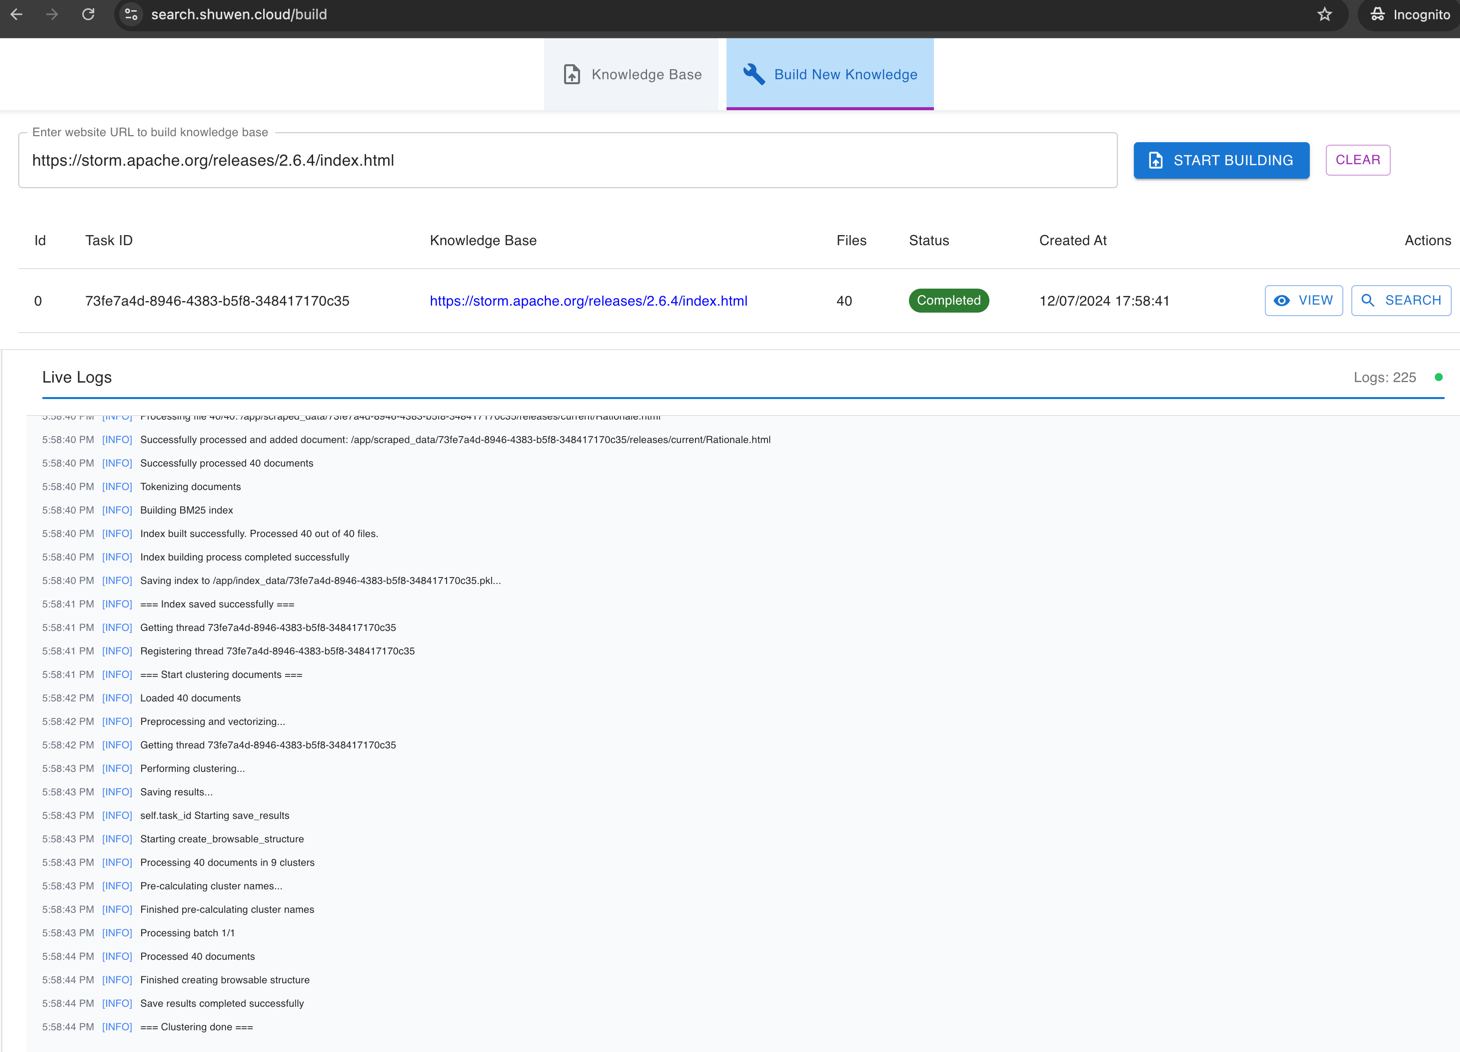 search.shuwen.cloud/build
Incognito
Knowledge Base
Build New Knowledge
Enter website URL to build knowledge base
https://storm.apache.org/releases/2.6.4/index.html
START BUILDING
CLEAR
Id Task ID Knowledge Base Files Status Created At Actions
0 73fe7a4d-8946-4383-b5f8-348417170c35 https://storm.apache.org/releases/2.6.4/index.html 40 Completed 12/07/2024 17:58:41 VIEW SEARCH
Live Logs Logs: 225
5:58:40 PM [INFO] Processing file 40/40: /app/scraped_data/73fe7a4d-8946-4383-b5f8-348417170c35/releases/current/Rationale.html
5:58:40 PM [INFO] Successfully processed and added document: /app/scraped_data/73fe7a4d-8946-4383-b5f8-348417170c35/releases/current/Rationale.html
5:58:40 PM [INFO] Successfully processed 40 documents
5:58:40 PM [INFO] Tokenizing documents
5:58:40 PM [INFO] Building BM25 index
5:58:40 PM [INFO] Index built successfully. Processed 40 out of 40 files.
5:58:40 PM [INFO] Index building process completed successfully
5:58:40 PM [INFO] Saving index to /app/index_data/73fe7a4d-8946-4383-b5f8-348417170c35.pkl...
5:58:41 PM [INFO] === Index saved successfully ===
5:58:41 PM [INFO] Getting thread 73fe7a4d-8946-4383-b5f8-348417170c35
5:58:41 PM [INFO] Registering thread 73fe7a4d-8946-4383-b5f8-348417170c35
5:58:41 PM [INFO] === Start clustering documents ===
5:58:42 PM [INFO] Loaded 40 documents
5:58:42 PM [INFO] Preprocessing and vectorizing...
5:58:42 PM [INFO] Getting thread 73fe7a4d-8946-4383-b5f8-348417170c35
5:58:43 PM [INFO] Performing clustering...
5:58:43 PM [INFO] Saving results...
5:58:43 PM [INFO] self.task_id Starting save_results
5:58:43 PM [INFO] Starting create_browsable_structure
5:58:43 PM [INFO] Processing 40 documents in 9 clusters
5:58:43 PM [INFO] Pre-calculating cluster names...
5:58:43 PM [INFO] Finished pre-calculating cluster names
5:58:43 PM [INFO] Processing batch 1/1
5:58:44 PM [INFO] Processed 40 documents
5:58:44 PM [INFO] Finished creating browsable structure
5:58:44 PM [INFO] Save results completed successfully
5:58:44 PM [INFO] === Clustering done ===